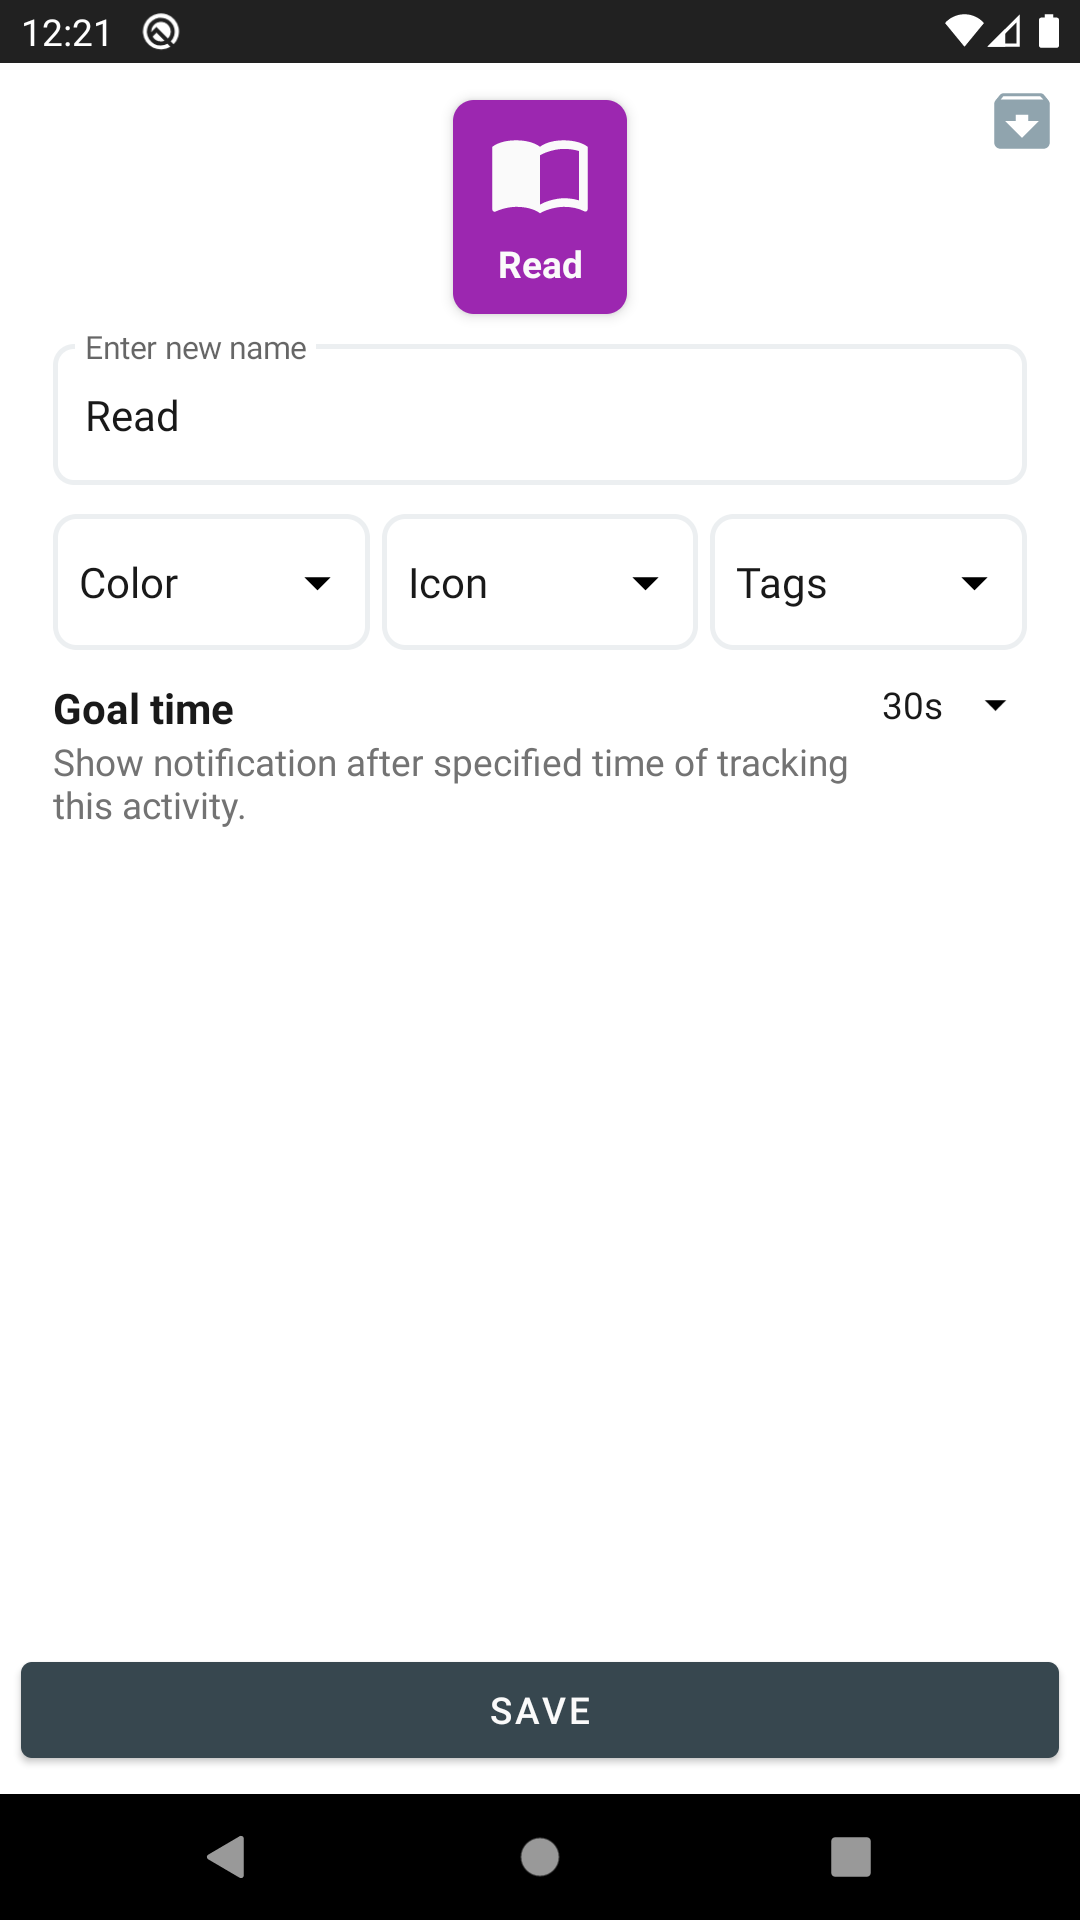 12:21
Read
Enter new name
Read
Color
Icon
Tags
Goal time
30s
Show notification after specified time of tracking
this activity.
SAVE